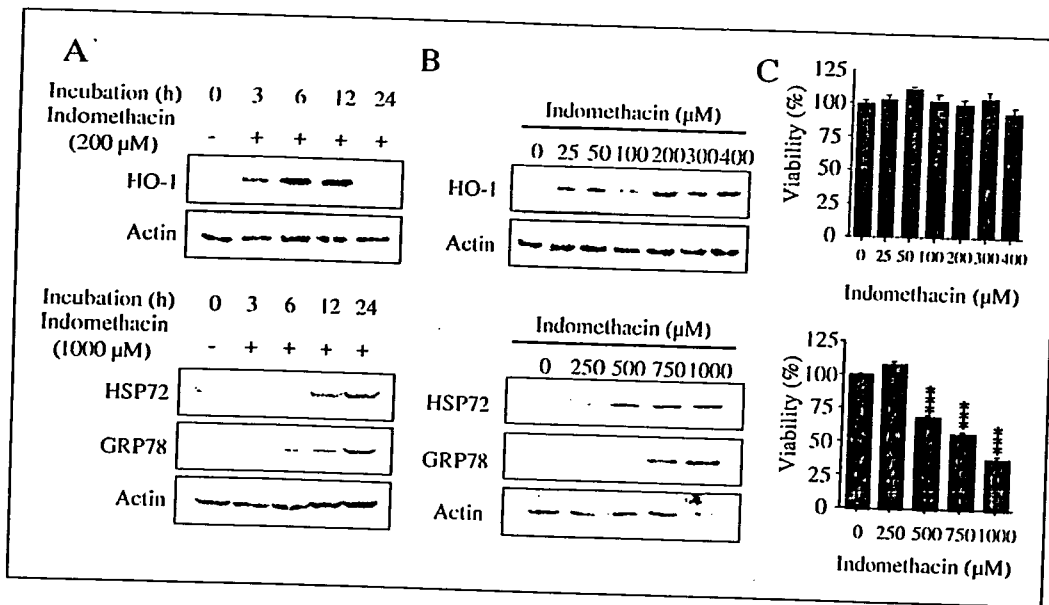 A
Incubation (h) 0 3 6 12 24
Indomethacin
(200 µM) - + + + +
HO-1
Actin
Incubation (h) 0 3 6 12 24
Indomethacin
(1000 µM) - + + + +
HSP72
GRP78
Actin
B
Indomethacin (µM)
0 25 50 100 200 300 400
HO-1
Actin
Indomethacin (µM)
0 250 500 750 1000
HSP72
GRP78
Actin
C
Viability (%)
125
100
75
50
25
0
0 25 50 100 200 300 400
Indomethacin (µM)
Viability (%)
125
100
75
50
25
0
*** *** ***
0 250 500 750 1000
Indomethacin (µM)